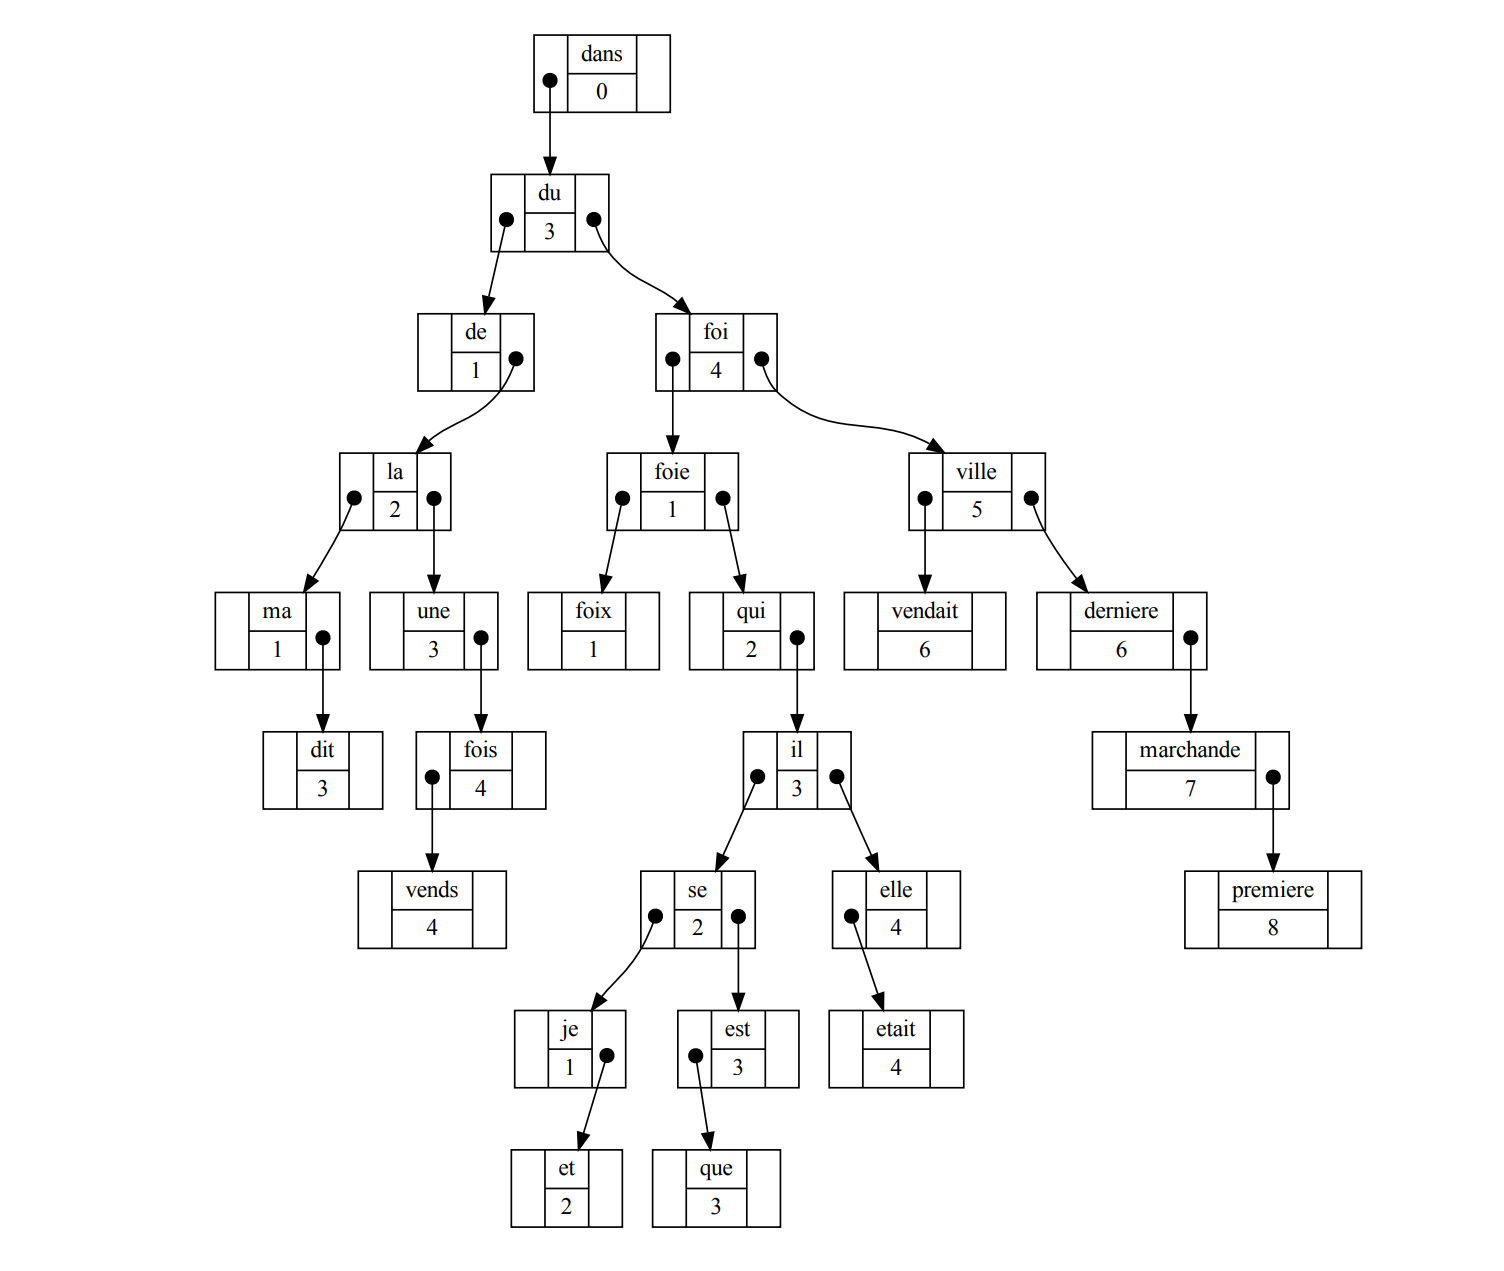 dans
0
du
3
de
1
foi
4
la
2
foie
1
ville
5
ma
1
une
3
foix
1
qui
2
vendait
6
derniere
6
dit
3
fois
4
il
3
marchande
7
vends
4
se
2
elle
4
premiere
8
je
1
est
3
etait
4
et
2
que
3